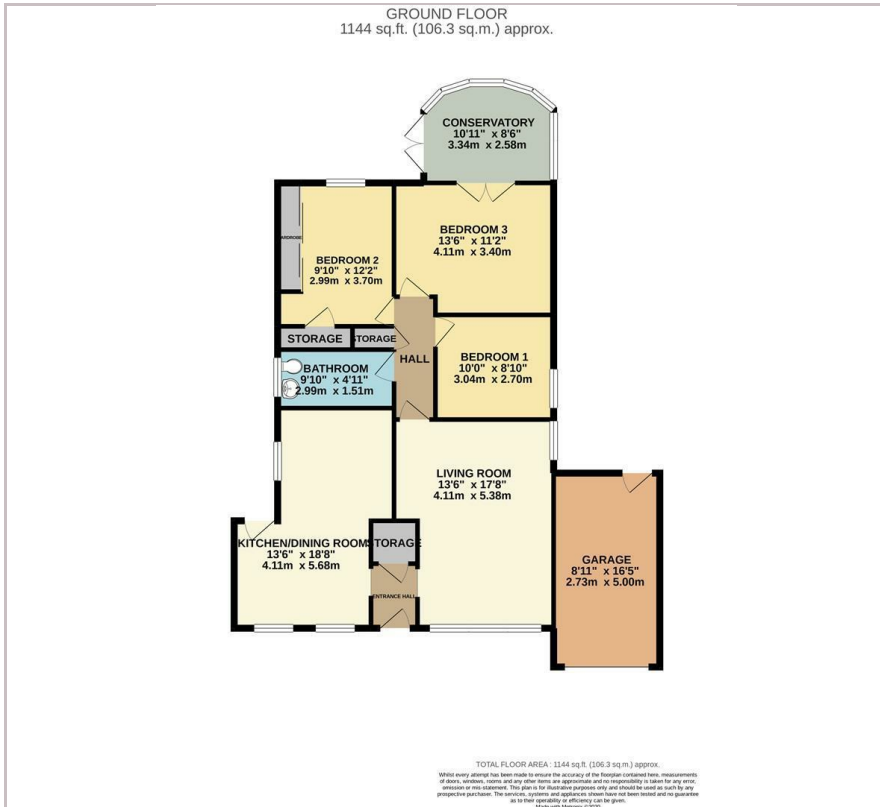 GROUND FLOOR
1144 sq.ft. (106.3 sq.m.) approx.
CONSERVATORY
10'11" x 8'6"
3.34m x 2.58m
BEDROOM 3
13'6" x 11'2"
4.11m x 3.40m
BEDROOM 2
9'10" x 12'2"
2.99m x 3.70m
STORAGE
STORAGE
HALL
BEDROOM 1
10'0" x 8'10"
3.04m x 2.70m
BATHROOM
9'10" x 4'11"
2.99m x 1.51m
LIVING ROOM
13'6" x 17'8"
4.11m x 5.38m
KITCHEN/DINING ROOM
13'6" x 18'8"
4.11m x 5.68m
STORAGE
ENTRANCE HALL
GARAGE
8'11" x 16'5"
2.73m x 5.00m
TOTAL FLOOR AREA : 1144 sq.ft. (106.3 sq.m.) approx.
Whilst every attempt has been made to ensure the accuracy of the floorplan contained here, measurements
of doors, windows, rooms and any other items are approximate and no responsibility is taken for any error,
omission or mis-statement. This plan is for illustrative purposes only and should be used as such by any
prospective purchaser. The services, systems and appliances shown have not been tested and no guarantee
as to their operability or efficiency can be given.